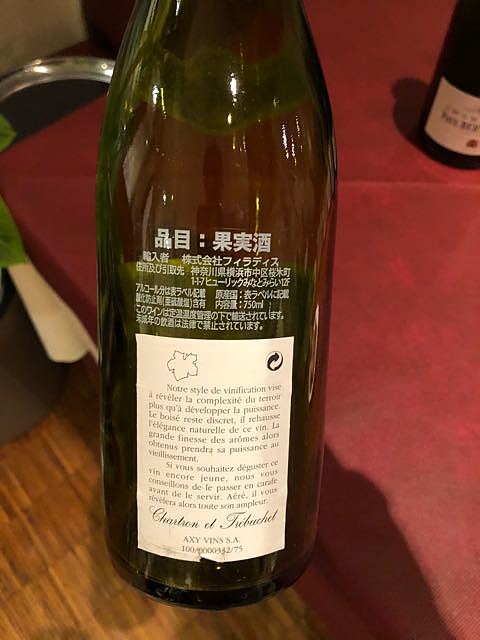 品目：果実酒
輸入者 株式会社フィラディス
住所及び引取先 神奈川県横浜市中区桜木町
1-1-7ヒューリックみなとみらい12F
アルコール分は表ラベル記載 原産国：表ラベルに記載
酸化防止剤(亜硫酸塩)含有 内容量：750ml
このワインは定温温度管理の下で輸送されています。
未成年の飲酒は法律で禁止されています。
Notre style de vinification vise
à révéler la complexité du terroir
plus qu'à développer la puissance.
Le boisé reste discret, il rehausse
l'élégance naturelle de ce vin. La
grande finesse des arômes alors
obtenus prendra sa puissance au
vieillissement.
Si vous souhaitez déguster ce
vin encore jeune, nous vous
conseillons de le passer en carafe
avant de le servir. Aéré, il vous
révèlera alors toute son ampleur.
Chartron et Trébuchet
AXY VINS S.A.
100/0000342/75